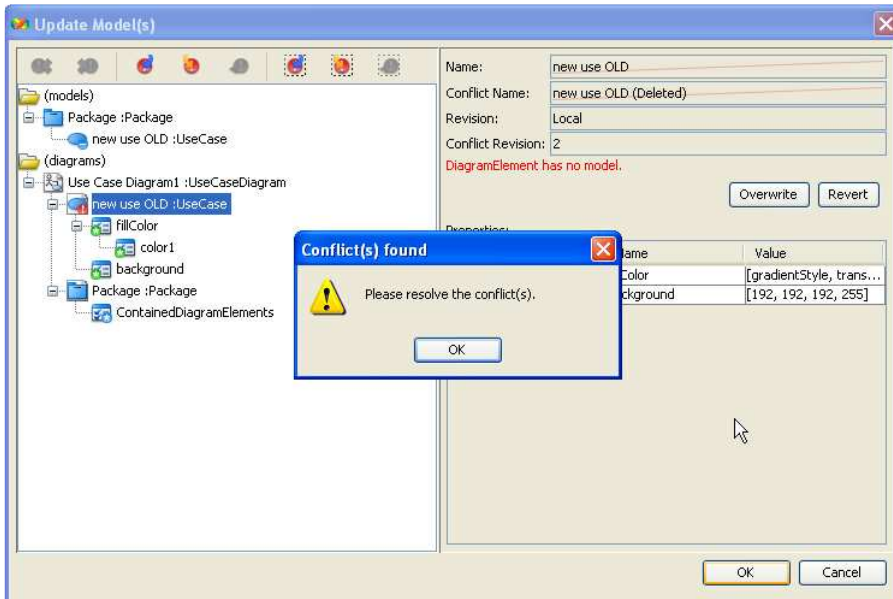 Update Model(s)
(models)
Package :Package
new use OLD :UseCase
(diagrams)
Use Case Diagram1 :UseCaseDiagram
new use OLD :UseCase
fillColor
color1
background
Package :Package
ContainedDiagramElements
Name: new use OLD
Conflict Name: new use OLD (Deleted)
Revision: Local
Conflict Revision: 2
DiagramElement has no model.
Overwrite Revert
Properties:
Value
[gradientStyle, trans...
[192, 192, 192, 255]
Conflict(s) found
Please resolve the conflict(s).
OK
OK Cancel